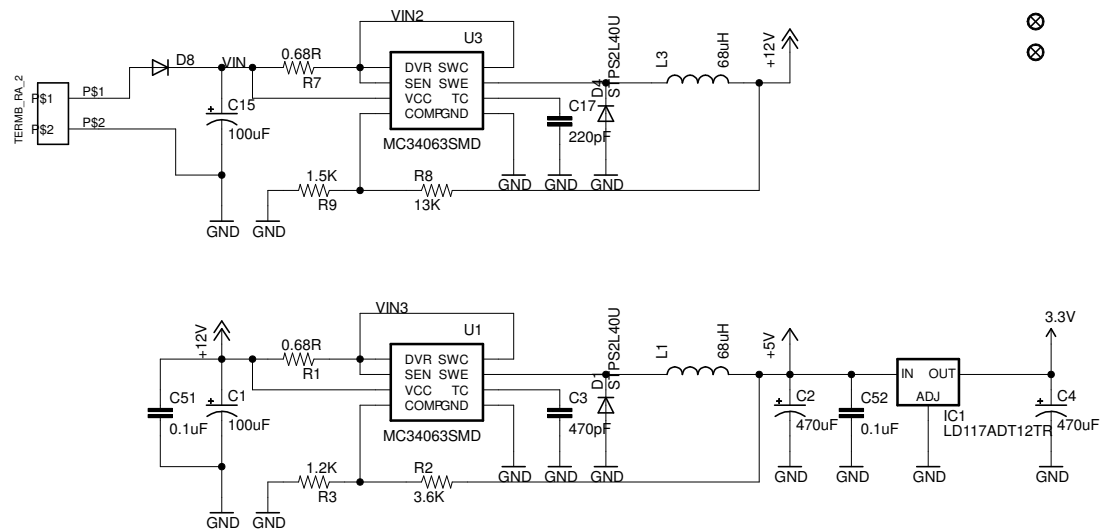 VIN2
U3
D8
VIN
0.68R
R7
DVR SWC
SEN SWE
VCC TC
COMP GND
MC34063SMD
TERMB_RA_2
P$1
P$1
P$2
P$2
C15
100uF
C17
220pF
D4
STPS2L40U
L3
68uH
+12V
1.5K
R9
R8
13K
GND
GND
GND
GND
GND
VIN3
U1
+12V
0.68R
R1
DVR SWC
SEN SWE
VCC TC
COMP GND
MC34063SMD
C51
0.1uF
C1
100uF
C3
470pF
D1
STPS2L40U
L1
68uH
+5V
3.3V
C2
470uF
C52
0.1uF
IN OUT
ADJ
IC1
LD117ADT12TR
C4
470uF
1.2K
R3
R2
3.6K
GND
GND
GND
GND
GND
GND
GND
GND
GND